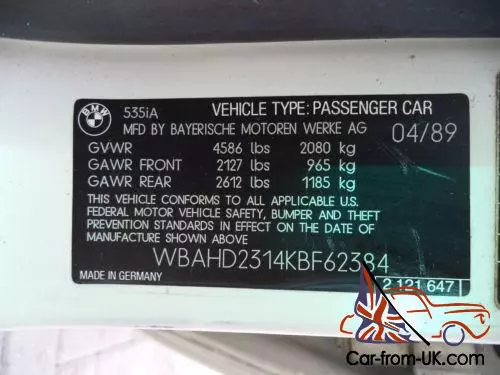 BMW
535iA VEHICLE TYPE: PASSENGER CAR
MFD BY BAYERISCHE MOTOREN WERKE AG 04/89
GVWR 4586 lbs 2080 kg
GAWR FRONT 2127 lbs 965 kg
GAWR REAR 2612 lbs 1185 kg
THIS VEHICLE CONFORMS TO ALL APPLICABLE U.S.
FEDERAL MOTOR VEHICLE SAFETY, BUMPER AND THEFT
PREVENTION STANDARDS IN EFFECT ON THE DATE OF
MANUFACTURE SHOWN ABOVE
WBAHD2314KBF62384
MADE IN GERMANY 2 121 647
Car-from-UK.com